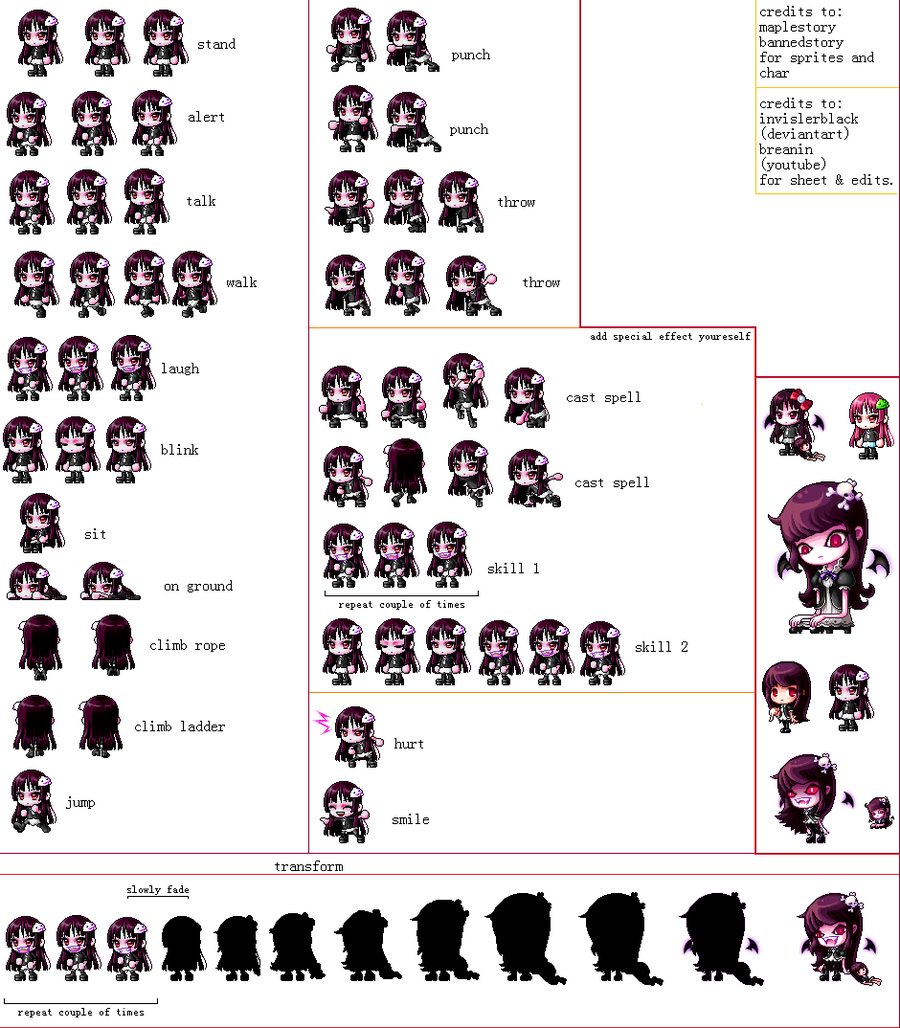 stand
alert
talk
walk
laugh
blink
sit
on ground
climb rope
climb ladder
jump
punch
punch
throw
throw
add special effect youreself
cast spell
cast spell
skill 1
repeat couple of times
skill 2
hurt
smile
credits to:
maplestory
bannedstory
for sprites and
char
credits to:
invislerblack
(deviantart)
breanin
(youtube)
for sheet & edits.
transform
slowly fade
repeat couple of times